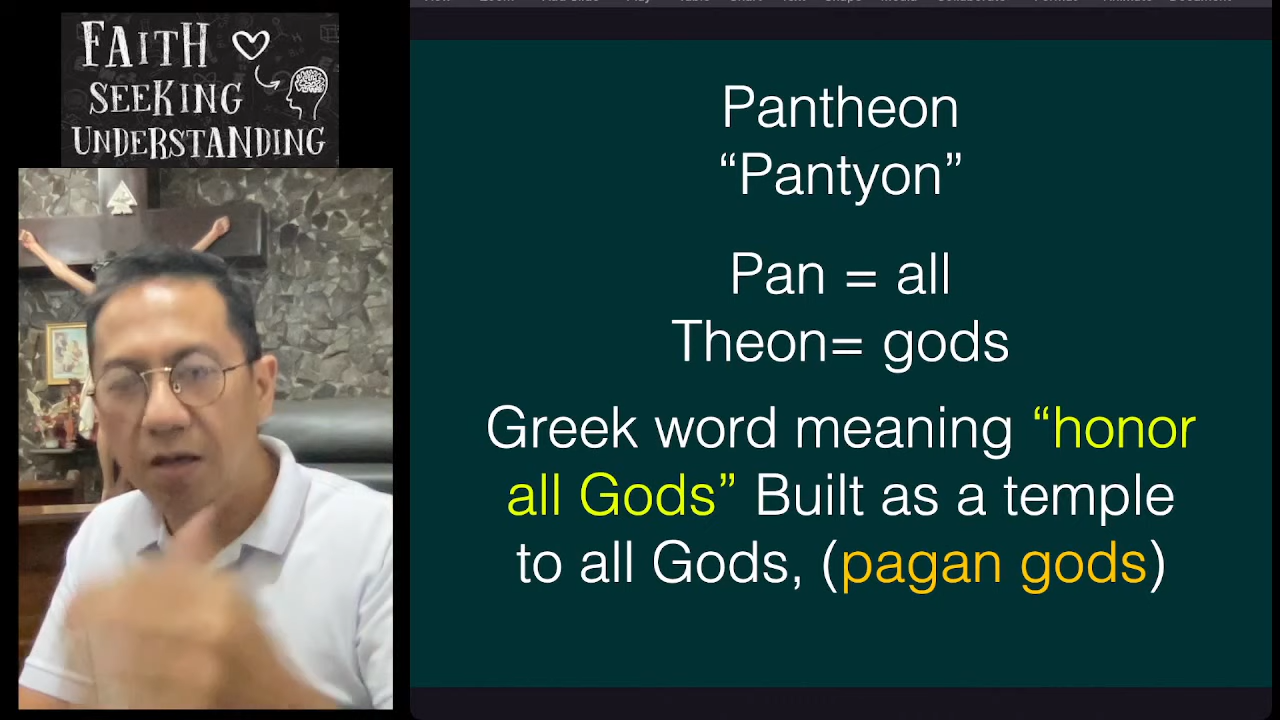 FAITH
SEEKING
UNDERSTANDING
Pantheon
“Pantyon”
Pan = all
Theon= gods
Greek word meaning “honor
all Gods” Built as a temple
to all Gods, (pagan gods)